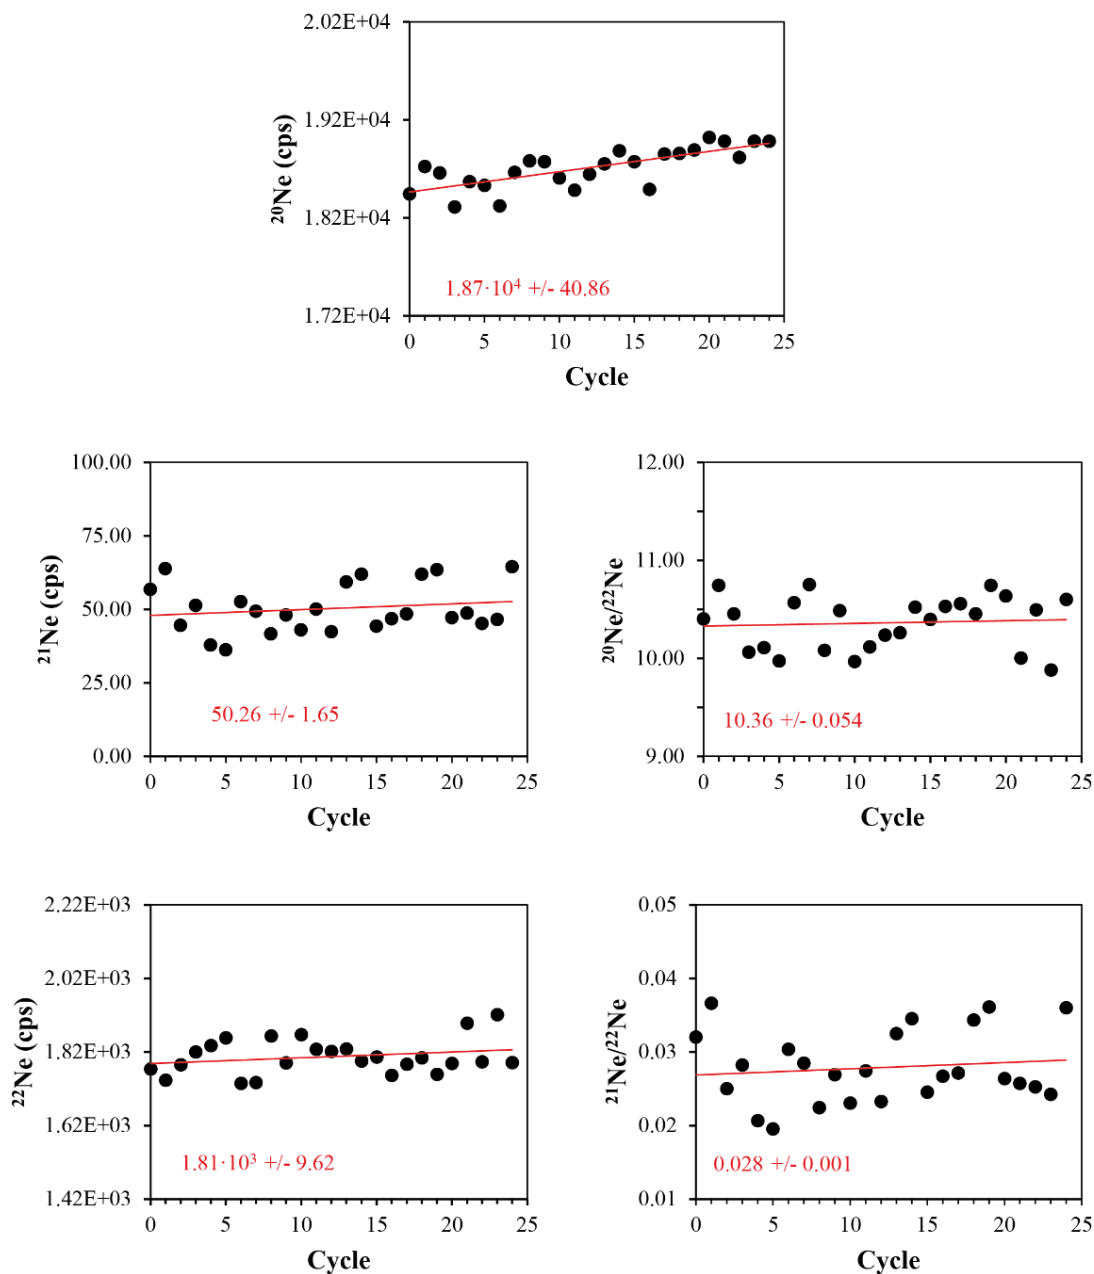 2.02E+04
1.92E+04
1.82E+04
1.72E+04
²⁰Ne (cps)
1.87·10⁴ +/- 40.86
0 5 10 15 20 25
Cycle
100.00
75.00
50.00
25.00
0.00
²¹Ne (cps)
50.26 +/- 1.65
0 5 10 15 20 25
Cycle
12.00
11.00
10.00
9.00
²⁰Ne/²²Ne
10.36 +/- 0.054
0 5 10 15 20 25
Cycle
2.22E+03
2.02E+03
1.82E+03
1.62E+03
1.42E+03
²²Ne (cps)
1.81·10³ +/- 9.62
0 5 10 15 20 25
Cycle
0.05
0.04
0.03
0.02
0.01
²¹Ne/²²Ne
0.028 +/- 0.001
0 5 10 15 20 25
Cycle